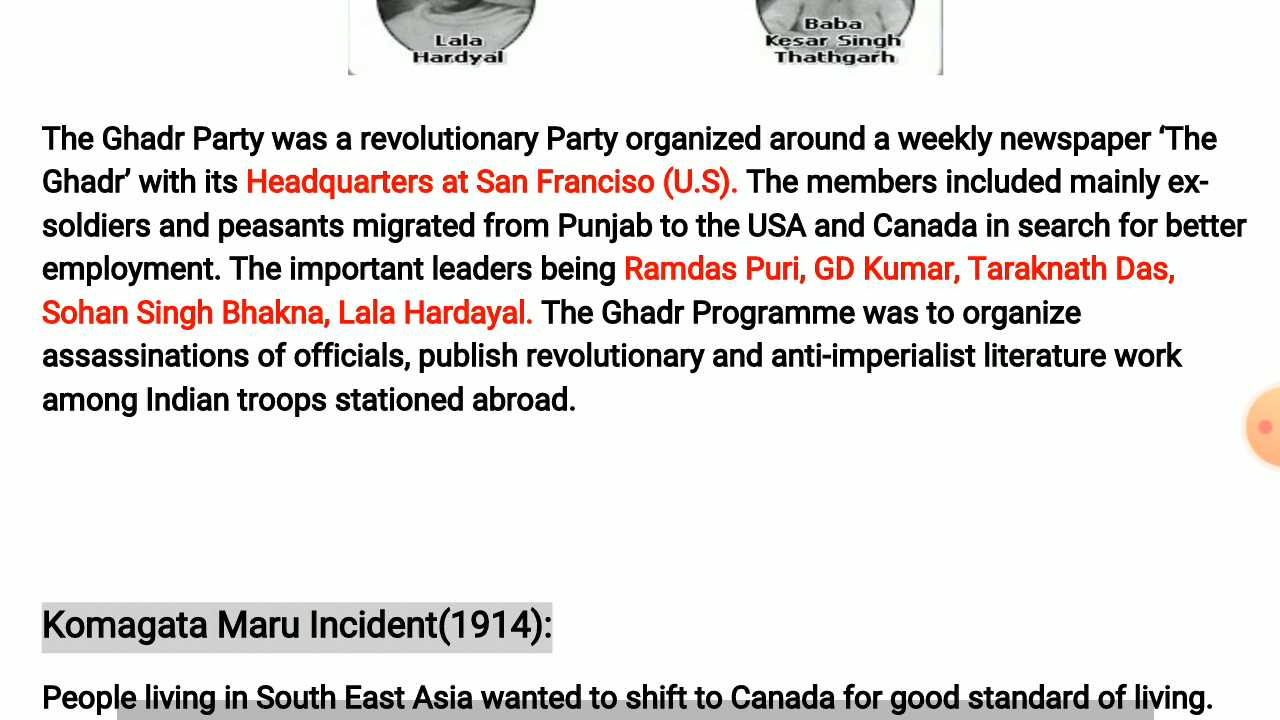 Lala
Hardyal
Baba
Kesar Singh
Thathgarh
The Ghadr Party was a revolutionary Party organized around a weekly newspaper ‘The
Ghadr’ with its Headquarters at San Franciso (U.S). The members included mainly ex-
soldiers and peasants migrated from Punjab to the USA and Canada in search for better
employment. The important leaders being Ramdas Puri, GD Kumar, Taraknath Das,
Sohan Singh Bhakna, Lala Hardayal. The Ghadr Programme was to organize
assassinations of officials, publish revolutionary and anti-imperialist literature work
among Indian troops stationed abroad.
Komagata Maru Incident(1914):
People living in South East Asia wanted to shift to Canada for good standard of living.